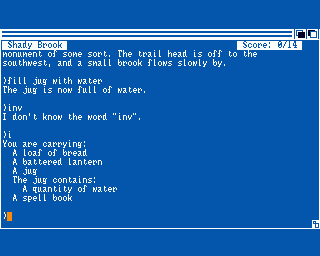 Shady Brook Score: 0/14
monument of some sort. The trail head is off to the
southwest, and a small brook flows slowly by.
)fill jug with water
The jug is now full of water.
)inv
I don't know the word "inv".
)i
You are carrying:
A loaf of bread
A battered lantern
A jug
The jug contains:
A quantity of water
A spell book
)